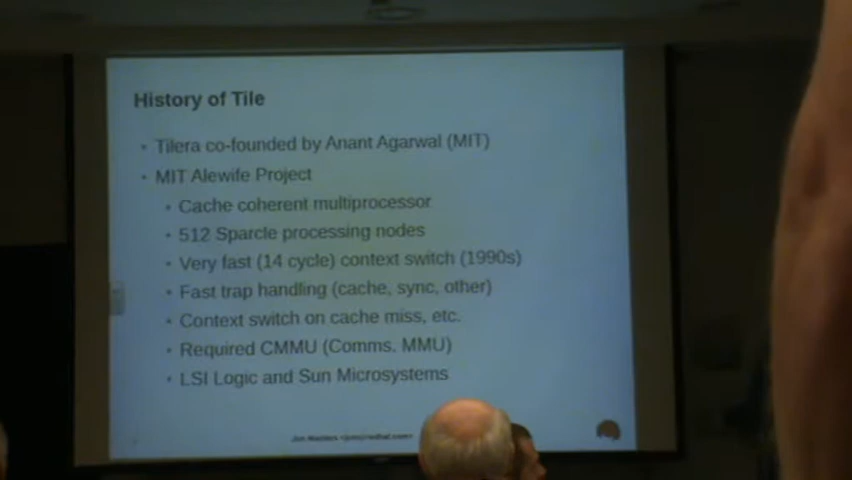 History of Tile
• Tilera co-founded by Anant Agarwal (MIT)
• MIT Alewife Project
• Cache coherent multiprocessor
• 512 Sparcle processing nodes
• Very fast (14 cycle) context switch (1990s)
• Fast trap handling (cache, sync, other)
• Context switch on cache miss, etc.
• Required CMMU (Comms. MMU)
• LSI Logic and Sun Microsystems
Jon Masters